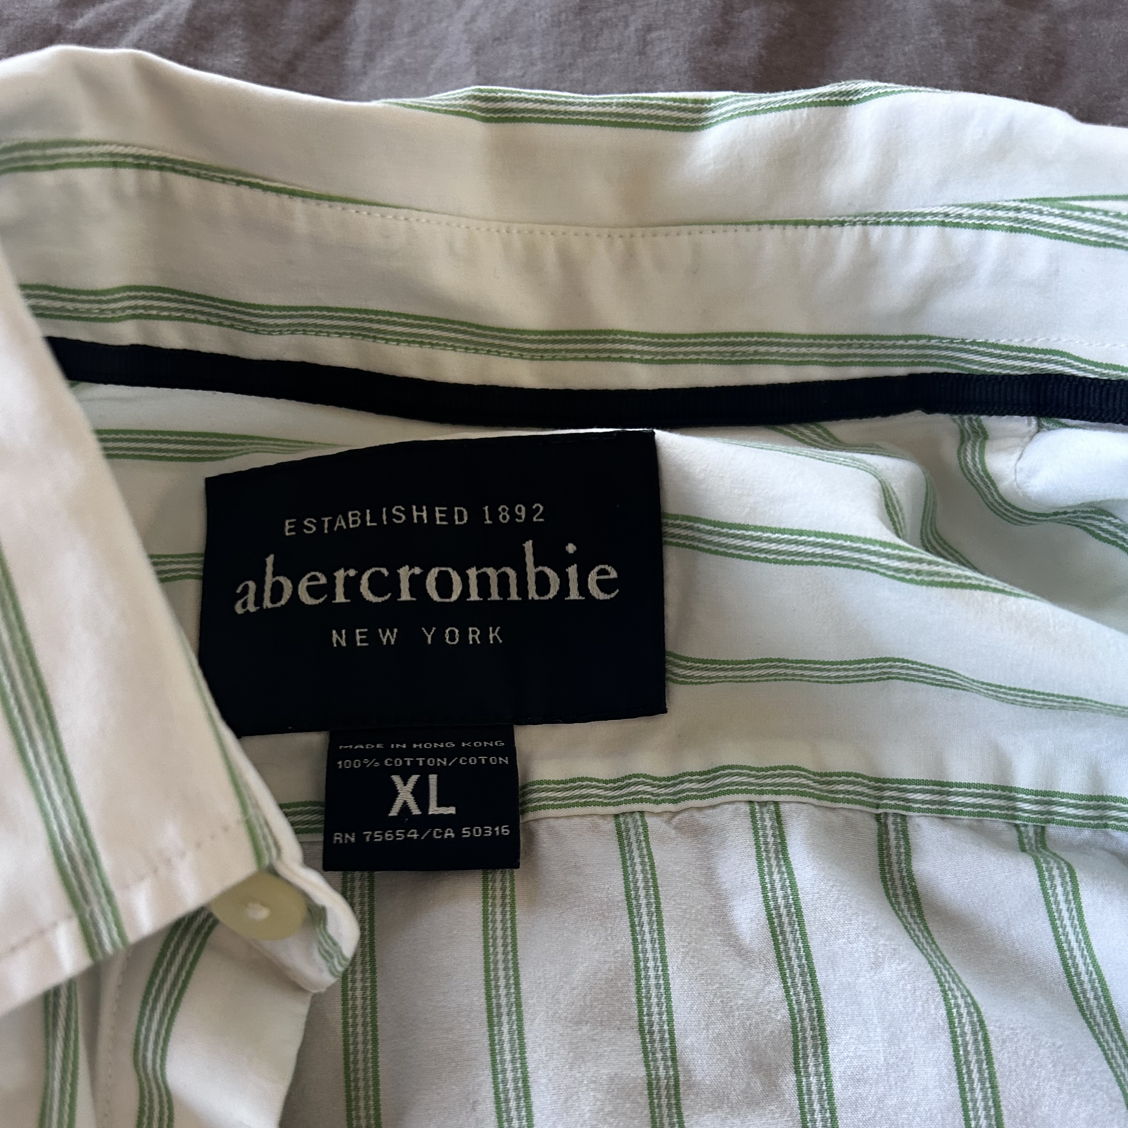 ESTABLISHED 1892
abercrombie
NEW YORK
MADE IN HONG KONG
100% COTTON/COTON
XL
RN 75654/CA 50316